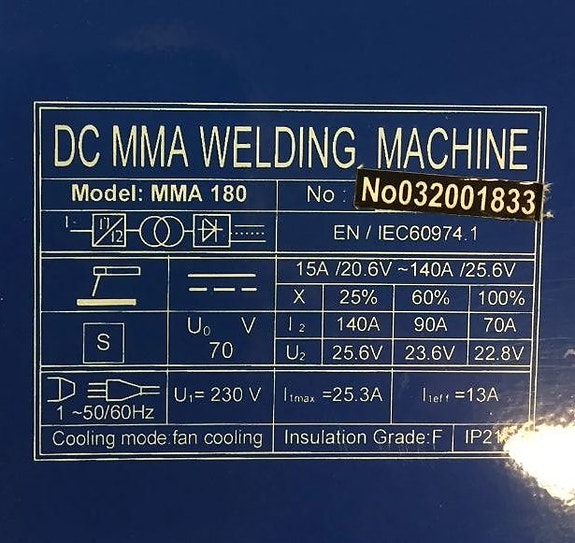 DC MMA WELDING MACHINE
Model: MMA 180 No : No032001833
EN / IEC60974.1
15A /20.6V ~140A /25.6V
X 25% 60% 100%
S U₀ V 70
I₂ 140A 90A 70A
U₂ 25.6V 23.6V 22.8V
1 ~50/60Hz U₁= 230 V I₁max =25.3A I₁eff =13A
Cooling mode:fan cooling Insulation Grade:F